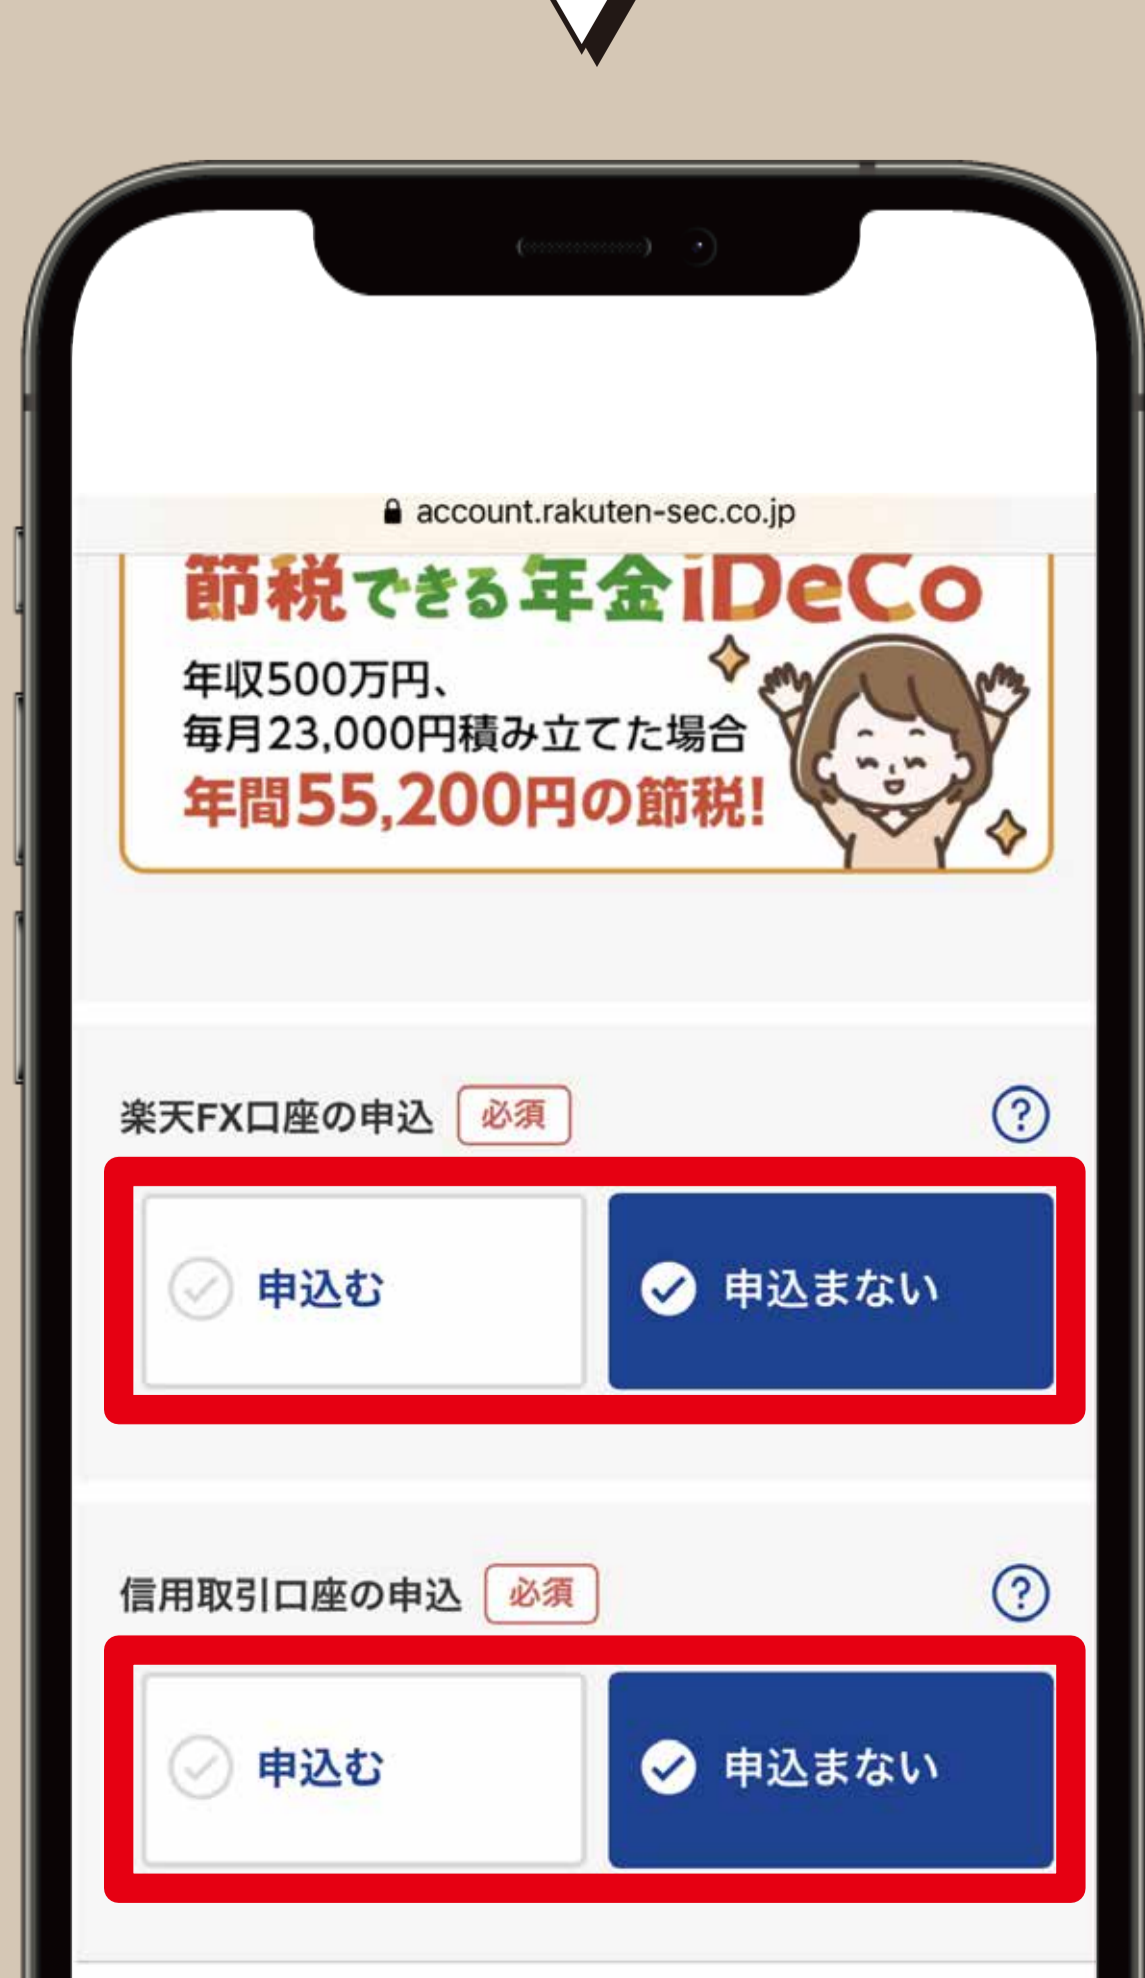 account.rakuten-sec.co.jp
節税できる年金iDeCo
年収500万円、
毎月23,000円積み立てた場合
年間55,200円の節税!
楽天FX口座の申込 必須 ?
申込む 申込まない
信用取引口座の申込 必須 ?
申込む 申込まない